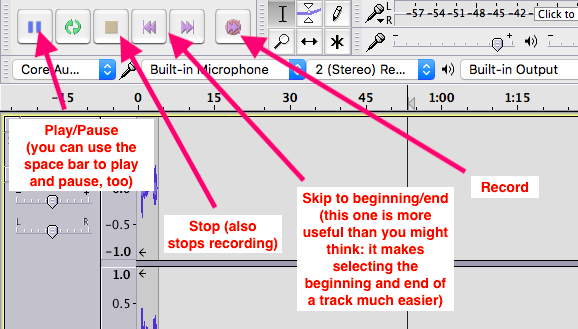 L
R
-57 -54 -51 -48 -45 -42 Click to
Core Au... Built-in Microphone 2 (Stereo) Re... Built-in Output
-15 0 15 30 45 1:00 1:15
Play/Pause
(you can use the
space bar to play
and pause, too)
L R
-0.5
-1.0
1.0
0.5
Stop (also
stops recording)
Skip to beginning/end
(this one is more
useful than you might
think: it makes
selecting the
beginning and end of
a track much easier)
Record